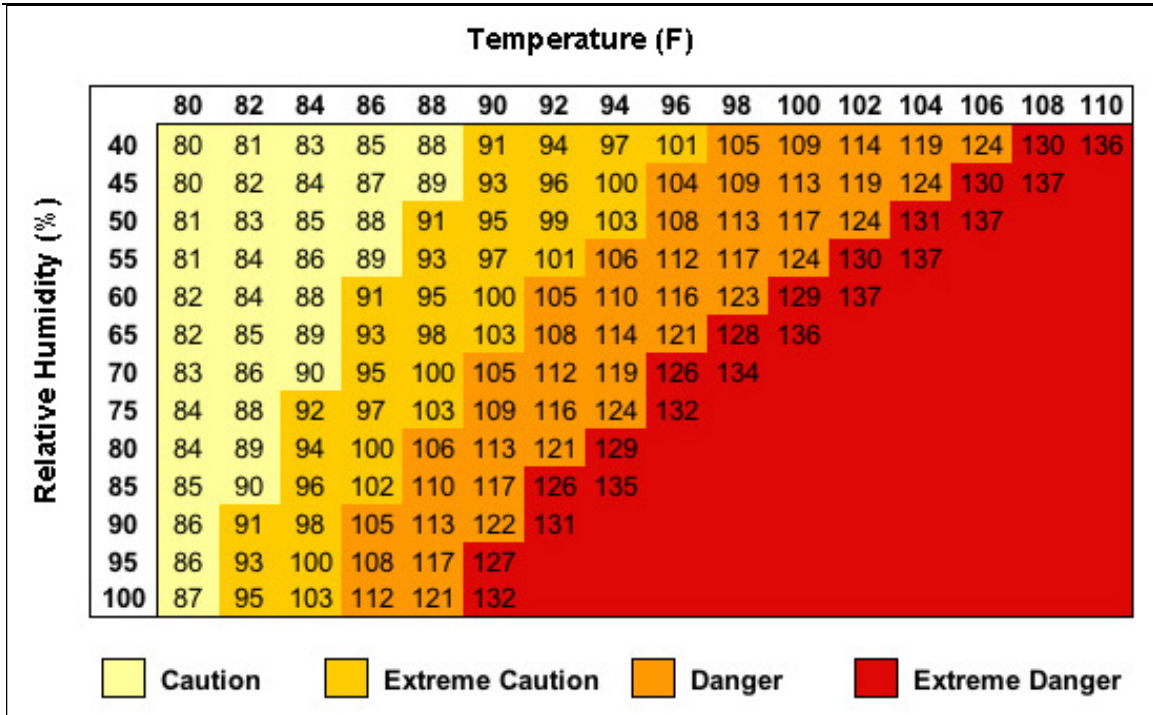 Temperature (F)
80 82 84 86 88 90 92 94 96 98 100 102 104 106 108 110
Relative Humidity (%)
40 80 81 83 85 88 91 94 97 101 105 109 114 119 124 130 136
45 80 82 84 87 89 93 96 100 104 109 113 119 124 130 137
50 81 83 85 88 91 95 99 103 108 113 117 124 131 137
55 81 84 86 89 93 97 101 106 112 117 124 130 137
60 82 84 88 91 95 100 105 110 116 123 129 137
65 82 85 89 93 98 103 108 114 121 128 136
70 83 86 90 95 100 105 112 119 126 134
75 84 88 92 97 103 109 116 124 132
80 84 89 94 100 106 113 121 129
85 85 90 96 102 110 117 126 135
90 86 91 98 105 113 122 131
95 86 93 100 108 117 127
100 87 95 103 112 121 132
Caution Extreme Caution Danger Extreme Danger